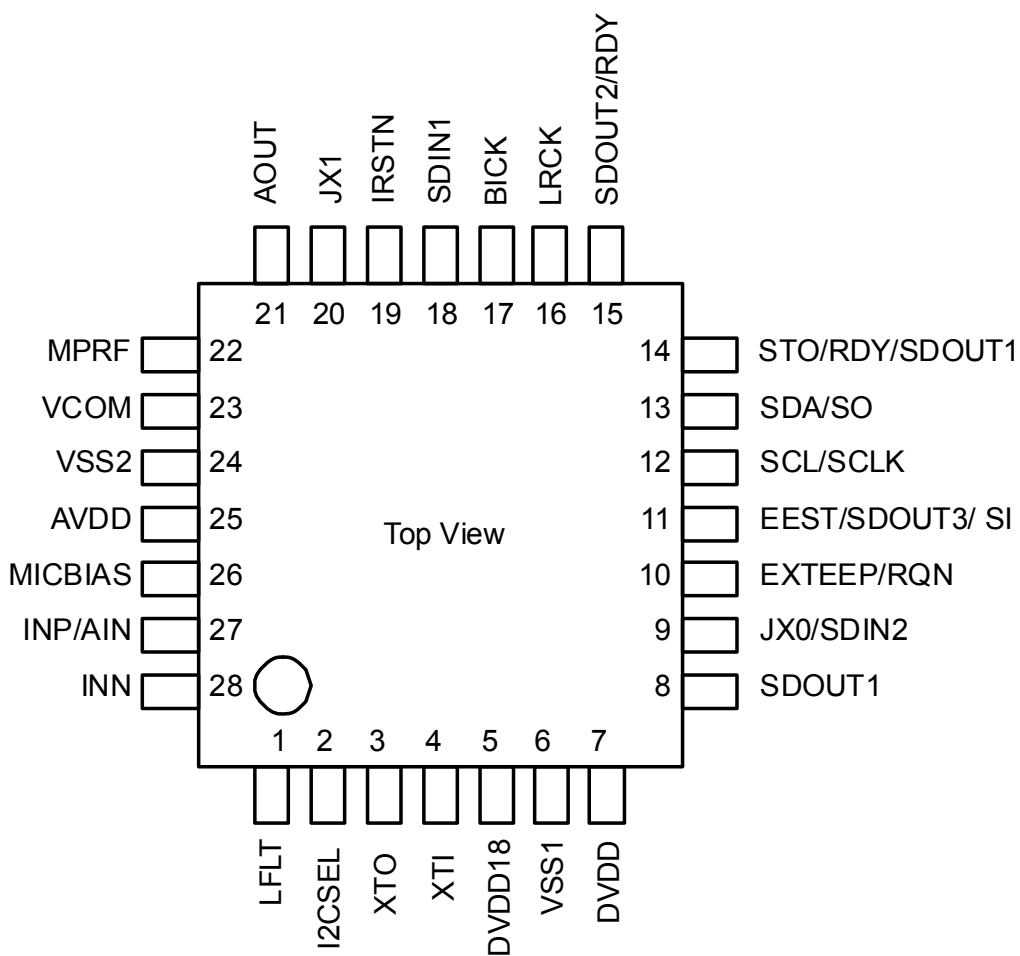 AOUT
JX1
IRSTN
SDIN1
BICK
LRCK
SDOUT2/RDY
21
20
19
18
17
16
15
MPRF
22
14
STO/RDY/SDOUT1
VCOM
23
13
SDA/SO
VSS2
24
12
SCL/SCLK
AVDD
25
Top View
11
EEST/SDOUT3/ SI
MICBIAS
26
10
EXTEEP/RQN
INP/AIN
27
9
JX0/SDIN2
INN
28
8
SDOUT1
1
2
3
4
5
6
7
LFLT
I2CSEL
XTO
XTI
DVDD18
VSS1
DVDD